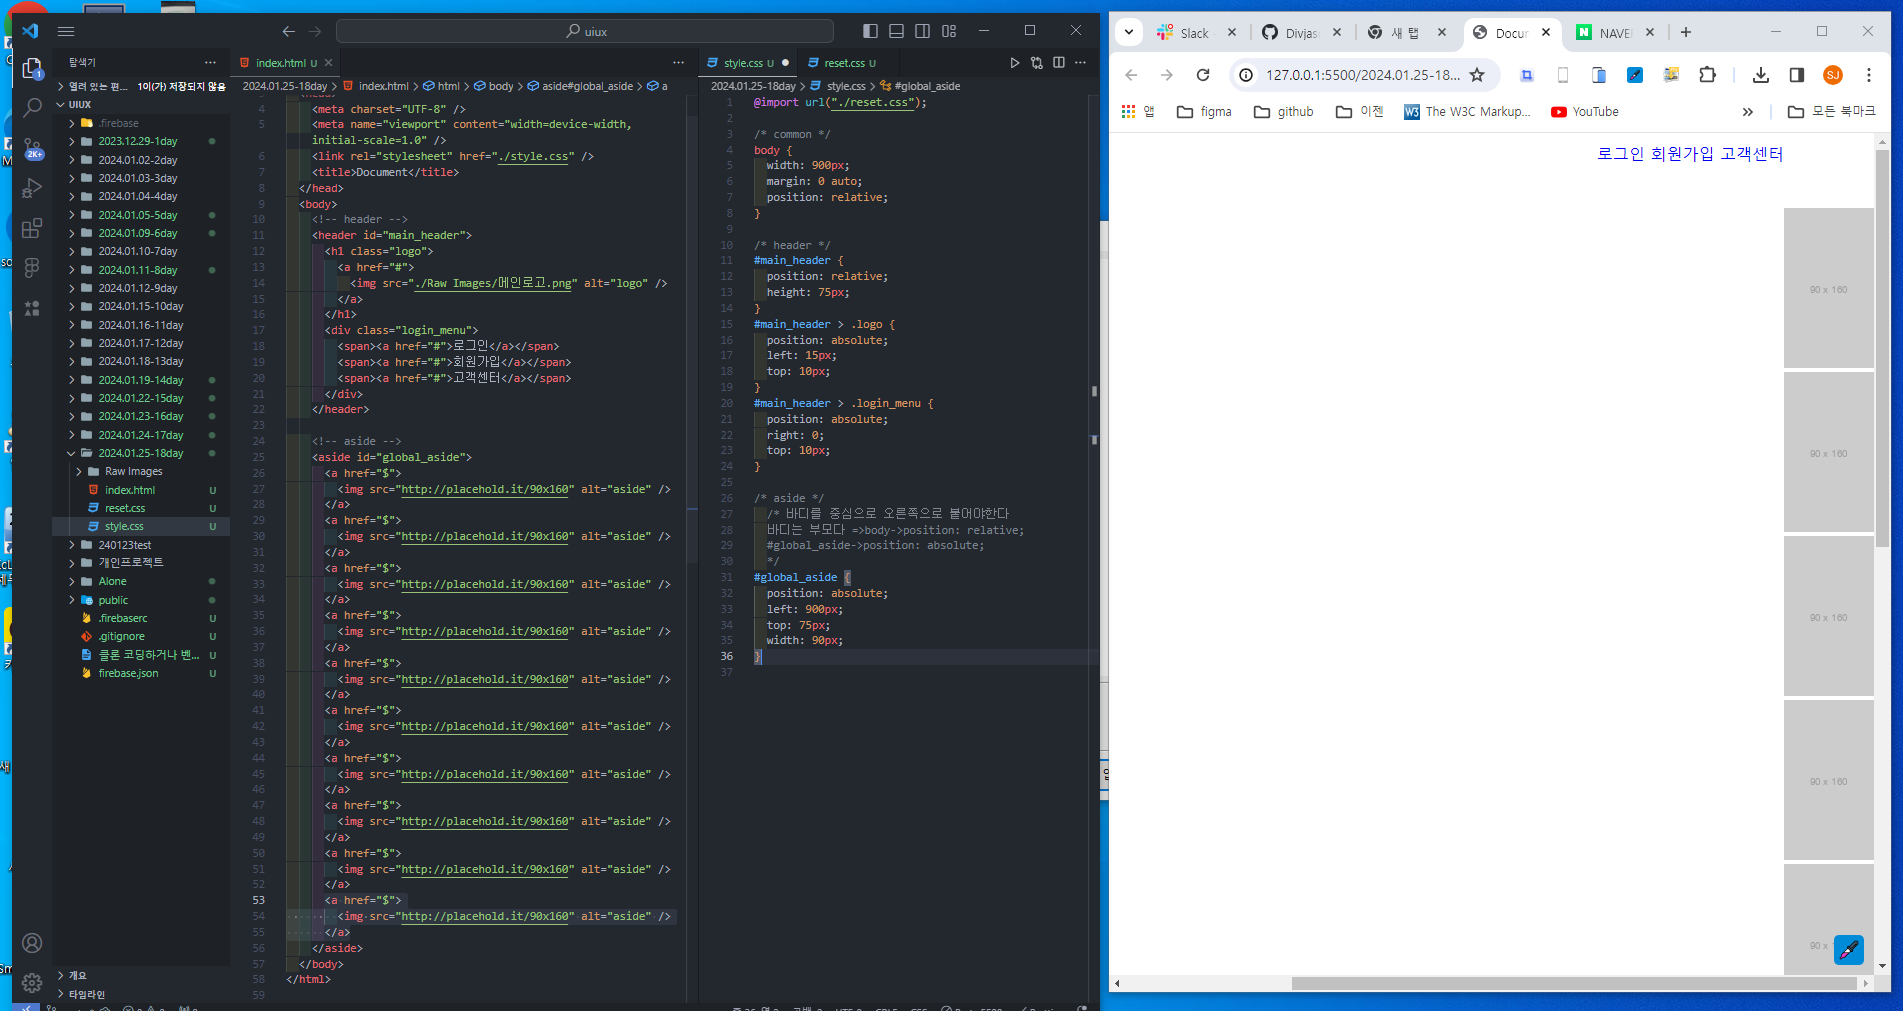 uiux
탐색기
열려 있는 편... 1이(가) 저장되지 않음
UIUX
.firebase
2023.12.29-1day
2024.01.02-2day
2024.01.03-3day
2024.01.04-4day
2024.01.05-5day
2024.01.09-6day
2024.01.10-7day
2024.01.11-8day
2024.01.12-9day
2024.01.15-10day
2024.01.16-11day
2024.01.17-12day
2024.01.18-13day
2024.01.19-14day
2024.01.22-15day
2024.01.23-16day
2024.01.24-17day
2024.01.25-18day
Raw Images
index.html U
reset.css U
style.css U
240123test
개인프로젝트
Alone
public
.firebaserc U
.gitignore U
클론 코딩하거나 벤... U
firebase.json U
개요
타임라인
1
2K+
index.html U
2024.01.25-18day > index.html > html > body > aside#global_aside > a
4 <meta charset="UTF-8" />
5 <meta name="viewport" content="width=device-width,
initial-scale=1.0" />
6 <link rel="stylesheet" href="./style.css" />
7 <title>Document</title>
8 </head>
9 <body>
10 <!-- header -->
11 <header id="main_header">
12 <h1 class="logo">
13 <a href="#">
14 <img src="./Raw Images/메인로고.png" alt="logo" />
15 </a>
16 </h1>
17 <div class="login_menu">
18 <span><a href="#">로그인</a></span>
19 <span><a href="#">회원가입</a></span>
20 <span><a href="#">고객센터</a></span>
21 </div>
22 </header>
23
24 <!-- aside -->
25 <aside id="global_aside">
26 <a href="$">
27 <img src="http://placehold.it/90x160" alt="aside" />
28 </a>
29 <a href="$">
30 <img src="http://placehold.it/90x160" alt="aside" />
31 </a>
32 <a href="$">
33 <img src="http://placehold.it/90x160" alt="aside" />
34 </a>
35 <a href="$">
36 <img src="http://placehold.it/90x160" alt="aside" />
37 </a>
38 <a href="$">
39 <img src="http://placehold.it/90x160" alt="aside" />
40 </a>
41 <a href="$">
42 <img src="http://placehold.it/90x160" alt="aside" />
43 </a>
44 <a href="$">
45 <img src="http://placehold.it/90x160" alt="aside" />
46 </a>
47 <a href="$">
48 <img src="http://placehold.it/90x160" alt="aside" />
49 </a>
50 <a href="$">
51 <img src="http://placehold.it/90x160" alt="aside" />
52 </a>
53 <a href="$">
54 <img src="http://placehold.it/90x160" alt="aside" />
55 </a>
56 </aside>
57 </body>
58 </html>
59
style.css U reset.css U
2024.01.25-18day > style.css > #global_aside
1 @import url("./reset.css");
2
3 /* common */
4 body {
5 width: 900px;
6 margin: 0 auto;
7 position: relative;
8 }
9
10 /* header */
11 #main_header {
12 position: relative;
13 height: 75px;
14 }
15 #main_header > .logo {
16 position: absolute;
17 left: 15px;
18 top: 10px;
19 }
20 #main_header > .login_menu {
21 position: absolute;
22 right: 0;
23 top: 10px;
24 }
25
26 /* aside */
27 /* 바디를 중심으로 오른쪽으로 붙어야한다
28 바디는 부모다 =>body->position: relative;
29 #global_aside->position: absolute;
30 */
31 #global_aside {
32 position: absolute;
33 left: 900px;
34 top: 75px;
35 width: 90px;
36 }
37
Slack Divjas 새 탭 Docur NAVE
127.0.0.1:5500/2024.01.25-18...
SJ
앱 figma github 이젠 The W3C Markup... YouTube » 모든 북마크
로그인 회원가입 고객센터
90 x 160
90 x 160
90 x 160
90 x 160
90 x